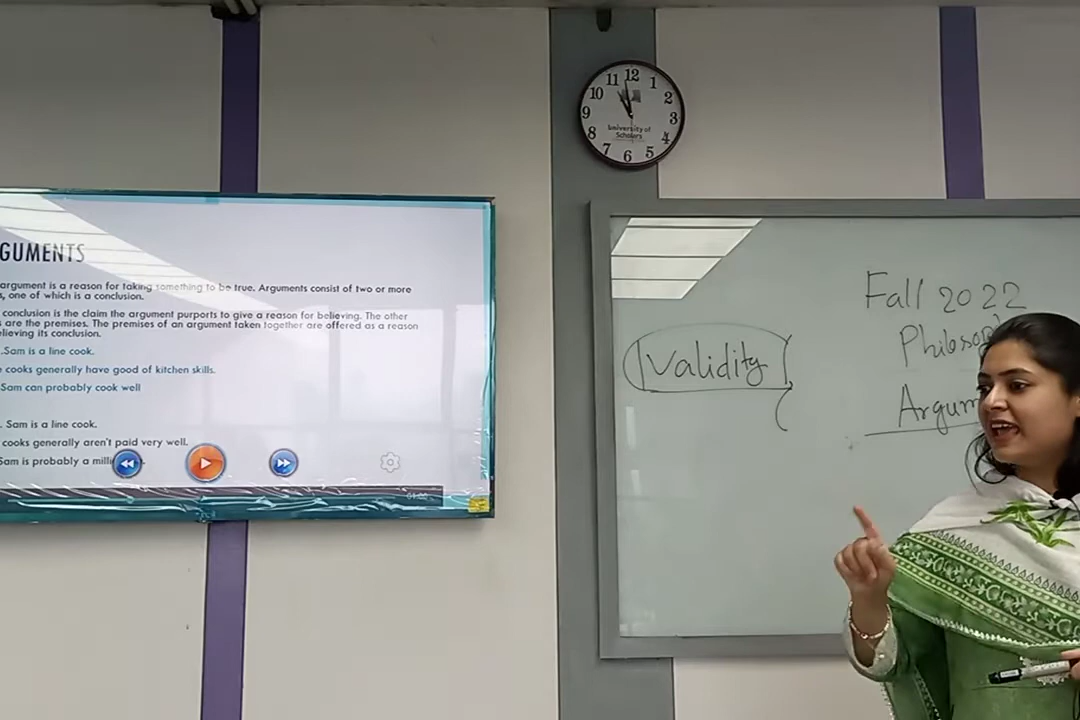 GUMENTS
argument is a reason for taking something to be true. Arguments consist of two or more
s, one of which is a conclusion.
conclusion is the claim the argument purports to give a reason for believing. The other
s are the premises. The premises of an argument taken together are offered as a reason
elieving its conclusion.
.Sam is a line cook.
cooks generally have good of kitchen skills.
Sam can probably cook well
. Sam is a line cook.
cooks generally aren't paid very well.
Sam is probably a milli
01:00
11 12 1
10 2
9 3
8 4
7 6 5
University of
Scholars
Validity
Fall 2022
Philosoph
Argum